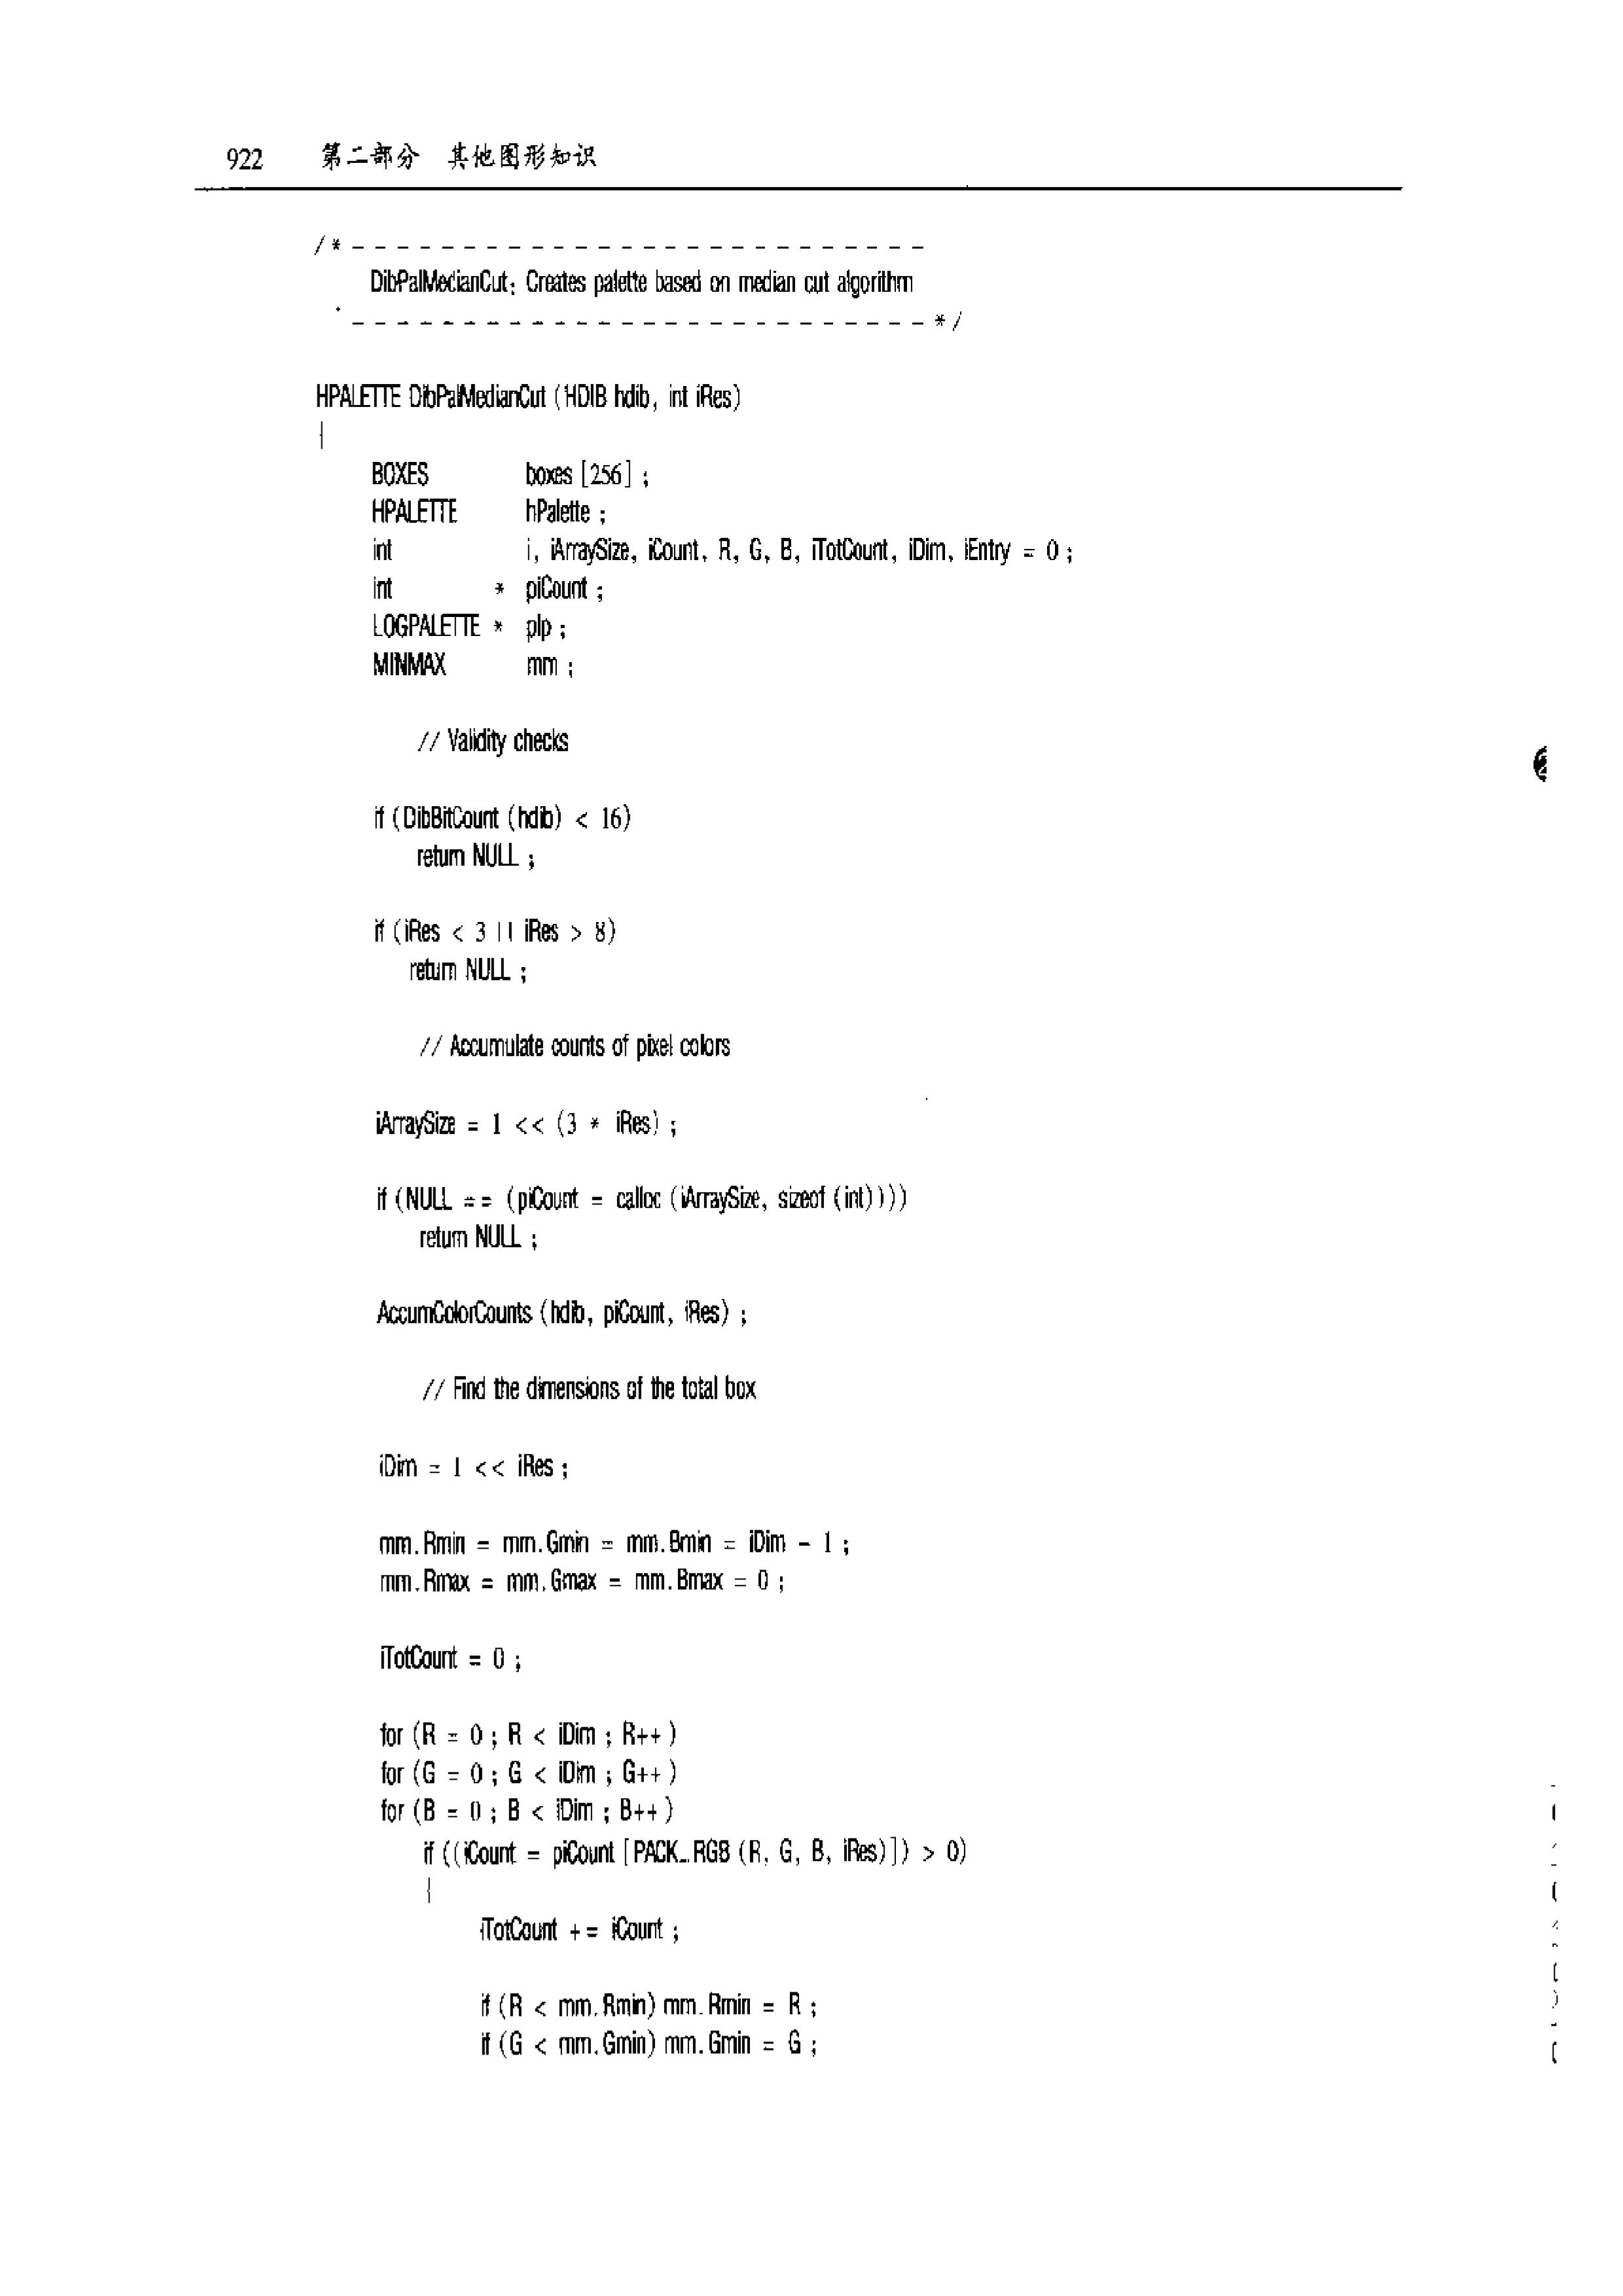 922 第二部分 其他图形知识
/* - - - - - - - - - - - - - - - - - - - - - - - - - -
DibPalMedianCut: Creates palette based on median cut algorithm
- - - - - - - - - - - - - - - - - - - - - - - - - - */
HPALETTE DibPalMedianCut (HDIB hdib, int iRes)
{
BOXES boxes [256] ;
HPALETTE hPalette ;
int i, iArraySize, iCount, R, G, B, iTotCount, iDim, iEntry = 0 ;
int * piCount ;
LOGPALETTE * plp ;
MINMAX mm ;
// Validity checks
if (DibBitCount (hdib) < 16)
return NULL ;
if (iRes < 3 || iRes > 8)
return NULL ;
// Accumulate counts of pixel colors
iArraySize = 1 << (3 * iRes) ;
if (NULL == (piCount = calloc (iArraySize, sizeof (int))))
return NULL ;
AccumColorCounts (hdib, piCount, iRes) ;
// Find the dimensions of the total box
iDim = 1 << iRes ;
mm.Rmin = mm.Gmin = mm.Bmin = iDim - 1 ;
mm.Rmax = mm.Gmax = mm.Bmax = 0 ;
iTotCount = 0 ;
for (R = 0 ; R < iDim ; R++ )
for (G = 0 ; G < iDim ; G++ )
for (B = 0 ; B < iDim ; B++ )
if ((iCount = piCount [PACK_RGB (R, G, B, iRes)]) > 0)
{
iTotCount += iCount ;
if (R < mm.Rmin) mm.Rmin = R ;
if (G < mm.Gmin) mm.Gmin = G ;